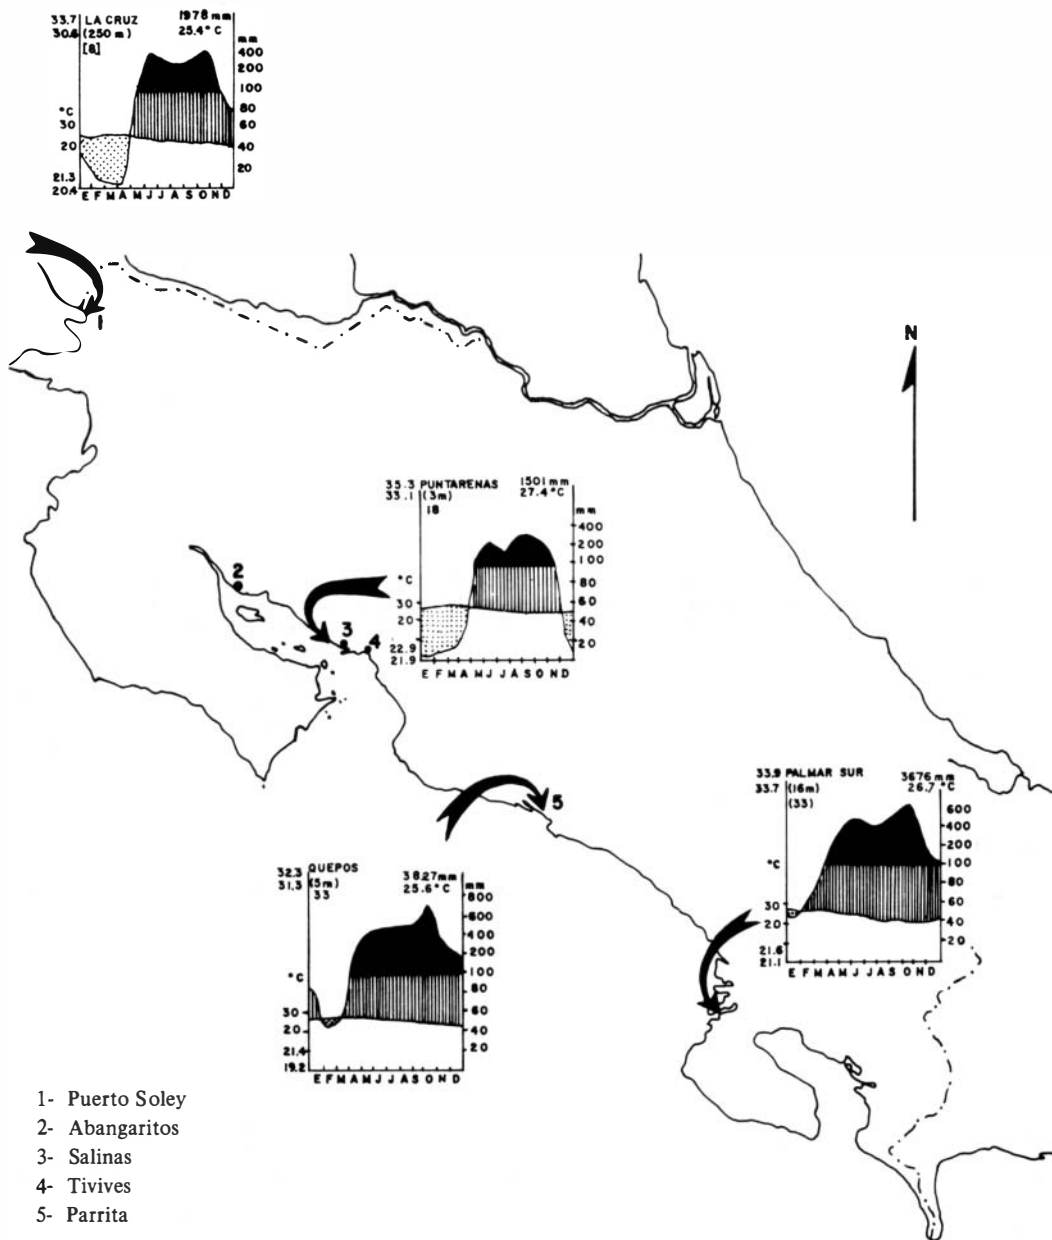 33.7 LA CRUZ 1978 mm
30.6 (250 m) 25.4°C
[8]
mm
400
200
100
°C 80
30 60
20 40
20
21.3
20.4
E F M A M J J A S O N D
1
N
35.3 PUNTARENAS 1501 mm
33.1 (3m) 27.4°C
18
mm
400
200
100
°C 80
30 60
20
40
22.9 20
21.9
E F M A M J J A S O N D
2
3
4
5
33.9 PALMAR SUR 3676 mm
33.7 (16m) 26.7°C
(33)
600
400
200
°C 100
80
30 60
20 40
20
21.6
21.1
E F M A M J J A S O N D
32.3 QUEPOS 3827mm
31.3 (5m) 25.6°C
33
mm
800
600
400
200
°C 100
80
30 60
20 40
21.4 20
19.2
E F M A M J J A S O N D
1- Puerto Soley
2- Abangaritos
3- Salinas
4- Tivives
5- Parrita